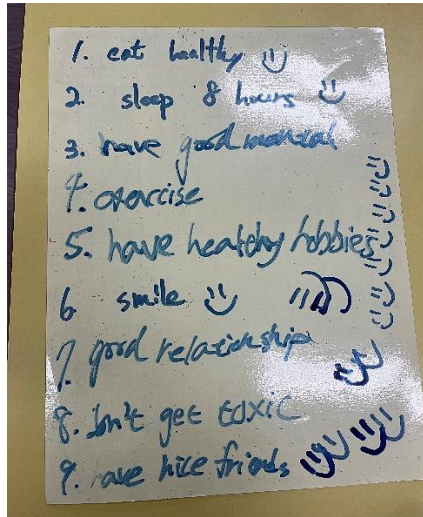 1. eat healthy
2. sleep 8 hours
3. have good mental
4. exercise
5. have healthy hobbies
6 smile
7. good relationship
8. Don't get toxic
9. have nice friends